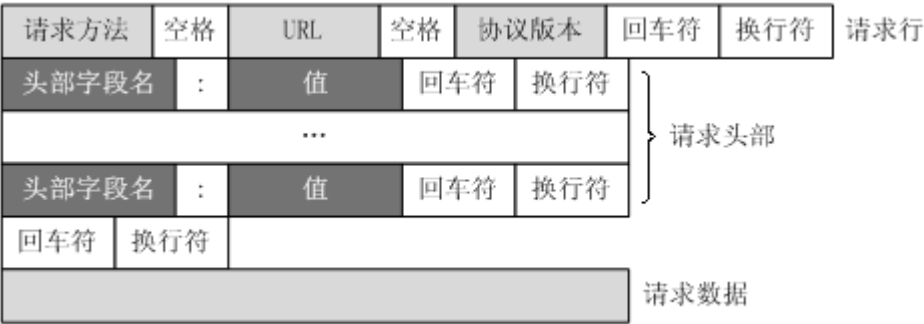 请求方法 空格 URL 空格 协议版本 回车符 换行符 请求行
头部字段名 : 值 回车符 换行符
...
请求头部
头部字段名 : 值 回车符 换行符
回车符 换行符
请求数据